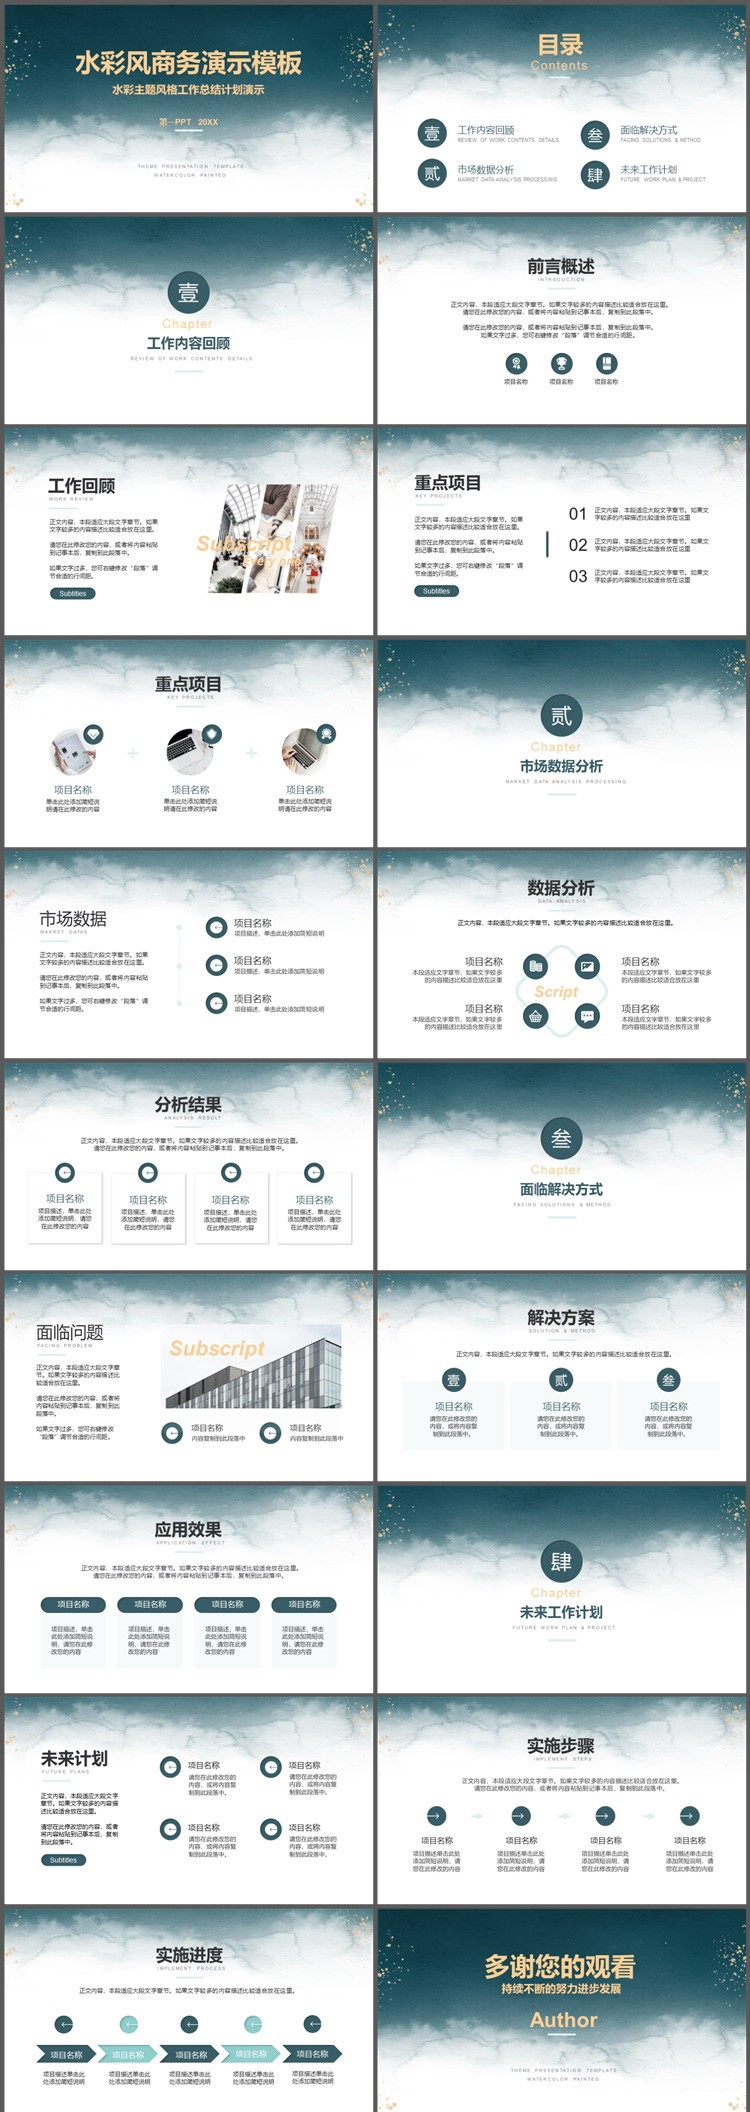 水彩风商务演示模板
水彩主题风格工作总结计划演示
第一PPT 20XX
THEME PRESENTATION TEMPLATE
WATERCOLOR PAINTED
目录
Contents
壹
工作内容回顾
REVIEW OF WORK CONTENTS DETAILS
叁
面临解决方式
FACING SOLUTIONS & METHOD
贰
市场数据分析
MARKET DATA ANALYSIS PROCESSING
肆
未来工作计划
FUTURE WORK PLAN & PROJECT
壹
Chapter
工作内容回顾
REVIEW OF WORK CONTENTS DETAILS
前言概述
INTRODUCTION
正文内容，本段适应大段文字章节。如果文字较多的内容描述比较适合放在这里。
请您在此修改您的内容，或者将内容粘贴到记事本后，复制到此段落中。
请您在此修改您的内容，或者将内容粘贴到记事本后，复制到此段落中。
如果文字过多，您可右键修改“段落”调节合适的行间距。
项目名称
项目名称
项目名称
工作回顾
WORK REVIEW
正文内容，本段适应大段文字章节。如果
文字较多的内容描述比较适合放在这里。
请您在此修改您的内容，或者将内容粘贴
到记事本后，复制到此段落中。
如果文字过多，您可右键修改“段落”调
节合适的行间距。
Subtitles
Subscript
Everyone
重点项目
KEY PROJECTS
正文内容，本段适应大段文字章节。如果
文字较多的内容描述比较适合放在这里。
请您在此修改您的内容，或者将内容粘贴
到记事本后，复制到此段落中。
如果文字过多，您可右键修改“段落”调
节合适的行间距。
Subtitles
01
正文内容，本段适应大段文字章节。如果文
字较多的内容描述比较适合放在这里
02
正文内容，本段适应大段文字章节。如果文
字较多的内容描述比较适合放在这里
03
正文内容，本段适应大段文字章节。如果文
字较多的内容描述比较适合放在这里
重点项目
KEY PROJECTS
项目名称
单击此处添加简短说
明请在此修改的内容
项目名称
单击此处添加简短说
明请在此修改的内容
项目名称
单击此处添加简短说
明请在此修改的内容
贰
Chapter
市场数据分析
MARKET DATA ANALYSIS PROCESSING
市场数据
MARKET DATAS
正文内容，本段适应大段文字章节。如果
文字较多的内容描述比较适合放在这里。
请您在此修改您的内容，或者将内容粘贴
到记事本后，复制到此段落中。
如果文字过多，您可右键修改“段落”调
节合适的行间距。
项目名称
项目描述，单击此处添加简短说明
项目名称
项目描述，单击此处添加简短说明
项目名称
项目描述，单击此处添加简短说明
数据分析
DATA ANALYSIS
正文内容，本段适应大段文字章节。如果文字较多的内容描述比较适合放在这里。
项目名称
本段适应文字章节，如果文字较多
的内容描述比较适合放在这里
项目名称
本段适应文字章节，如果文字较多
的内容描述比较适合放在这里
Script
项目名称
本段适应文字章节，如果文字较多
的内容描述比较适合放在这里
项目名称
本段适应文字章节，如果文字较多
的内容描述比较适合放在这里
分析结果
ANALYSIS RESULT
正文内容，本段适应大段文字章节。如果文字较多的内容描述比较适合放在这里。
请您在此修改您的内容，或者将内容粘贴到记事本后，复制到此段落中。
项目名称
项目描述，单击此处
添加简短说明，请您
在此修改您的内容
项目名称
项目描述，单击此处
添加简短说明，请您
在此修改您的内容
项目名称
项目描述，单击此处
添加简短说明，请您
在此修改您的内容
项目名称
项目描述，单击此处
添加简短说明，请您
在此修改您的内容
叁
Chapter
面临解决方式
FACING SOLUTIONS & METHOD
面临问题
FACING PROBLEM
正文内容，本段适应大段文字章
节。如果文字较多的内容描述比
较适合放在这里。
请您在此修改您的内容，或者将
内容粘贴到记事本后，复制到此
段落中。
如果文字过多，您可右键修改
“段落”调节合适的行间距。
Subscript
项目名称
内容复制到此段落中
项目名称
内容复制到此段落中
解决方案
SOLUTION & METHOD
正文内容，本段适应大段文字章节。如果文字较多的内容描述比较适合放在这里。
壹
项目名称
请您在此修改您的
内容，或将内容复
制到此段落中。
贰
项目名称
请您在此修改您的
内容，或将内容复
制到此段落中。
叁
项目名称
请您在此修改您的
内容，或将内容复
制到此段落中。
应用效果
APPLICATION EFFECT
正文内容，本段适应大段文字章节。如果文字较多的内容描述比较适合放在这里。
请您在此修改您的内容，或者将内容粘贴到记事本后，复制到此段落中。
项目名称
项目描述，单击
此处添加简短说
明，请您在此修
改您的内容
项目名称
项目描述，单击
此处添加简短说
明，请您在此修
改您的内容
项目名称
项目描述，单击
此处添加简短说
明，请您在此修
改您的内容
项目名称
项目描述，单击
此处添加简短说
明，请您在此修
改您的内容
肆
Chapter
未来工作计划
FUTURE WORK PLAN & PROJECT
未来计划
FUTURE PLANS
正文内容，本段适应大段文字
章节。如果文字较多的内容描
述比较适合放在这里。
请您在此修改您的内容，或者
将内容粘贴到记事本后，复制
到此段落中。
Subtitles
项目名称
请您在此修改您的
内容，或将内容复
制到此段落中。
项目名称
请您在此修改您的
内容，或将内容复
制到此段落中。
项目名称
请您在此修改您的
内容，或将内容复
制到此段落中。
项目名称
请您在此修改您的
内容，或将内容复
制到此段落中。
实施步骤
IMPLEMENT STEPS
正文内容，本段适应大段文字章节。如果文字较多的内容描述比较适合放在这里。
请您在此修改您的内容，或者将内容粘贴到记事本后，复制到此段落中。
项目名称
项目描述单击此处
添加简短说明，请
您在此修改的内容
项目名称
项目描述单击此处
添加简短说明，请
您在此修改的内容
项目名称
项目描述单击此处
添加简短说明，请
您在此修改的内容
项目名称
项目描述单击此处
添加简短说明，请
您在此修改的内容
实施进度
IMPLEMENT PROCESS
正文内容，本段适应大段文字章节。如果文字较多的内容描述比较适合放在这里。
项目名称
项目名称
项目名称
项目名称
项目名称
项目描述单击此
处添加简短说明
项目描述单击此
处添加简短说明
项目描述单击此
处添加简短说明
项目描述单击此
处添加简短说明
项目描述单击此
处添加简短说明
多谢您的观看
持续不断的努力进步发展
Author
THEME PRESENTATION TEMPLATE
WATERCOLOR PAINTED